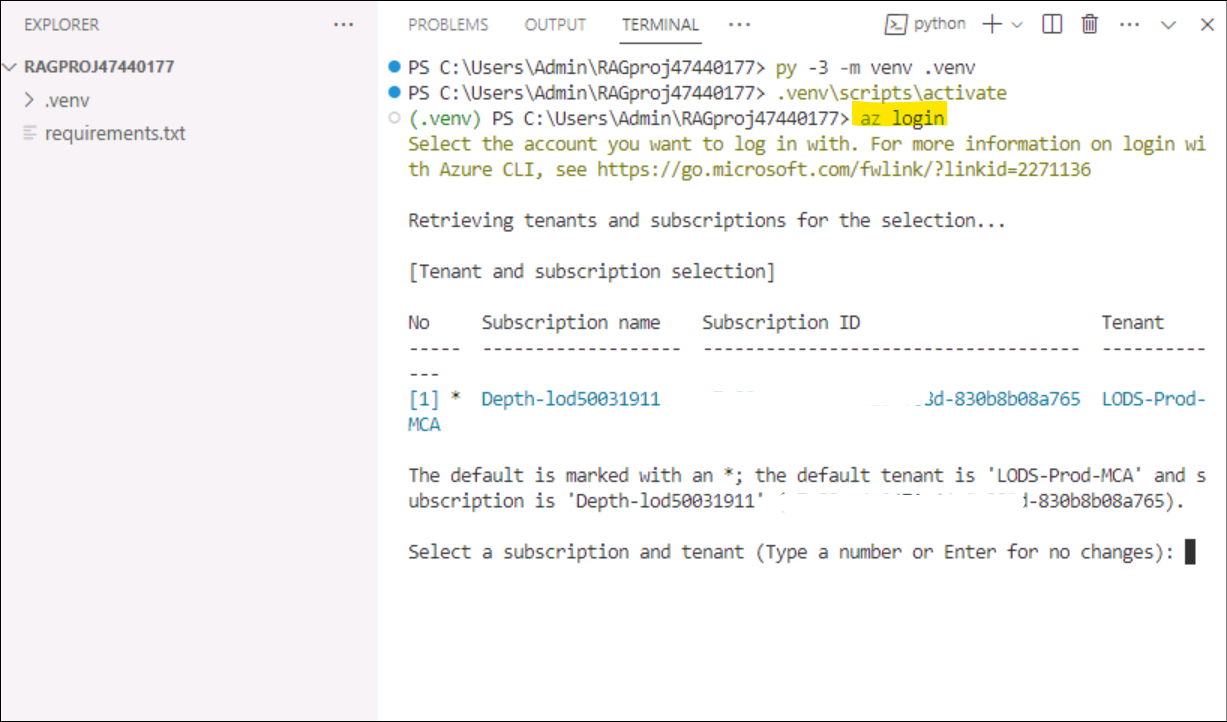 EXPLORER ···
RAGPROJ47440177
.venv
requirements.txt
PROBLEMS OUTPUT TERMINAL ··· python ···
PS C:\Users\Admin\RAGproj47440177> py -3 -m venv .venv
PS C:\Users\Admin\RAGproj47440177> .venv\scripts\activate
(.venv) PS C:\Users\Admin\RAGproj47440177> az login
Select the account you want to log in with. For more information on login wi
th Azure CLI, see https://go.microsoft.com/fwlink/?linkid=2271136
Retrieving tenants and subscriptions for the selection...
[Tenant and subscription selection]
No Subscription name Subscription ID Tenant
----- ------------------- ------------------------------------ ----------
---
[1] * Depth-lod50031911 d-830b8b08a765 LODS-Prod-
MCA
The default is marked with an *; the default tenant is 'LODS-Prod-MCA' and s
ubscription is 'Depth-lod50031911' ( -830b8b08a765).
Select a subscription and tenant (Type a number or Enter for no changes):